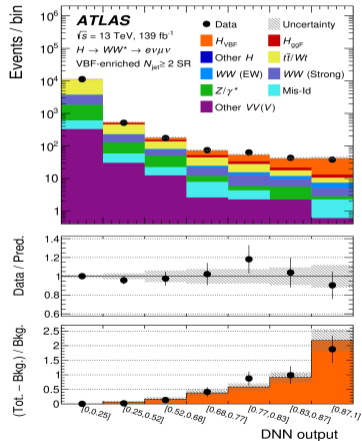 ATLAS
√s = 13 TeV, 139 fb⁻¹
H → WW* → eνμν
VBF-enriched N_jet ≥ 2 SR
Data
Uncertainty
H_VBF
H_ggF
Other H
tt̄/Wt
WW (EW)
WW (Strong)
Z/γ*
Mis-Id
Other VV(V)
Events / bin
10⁶
10⁵
10⁴
10³
10²
10
1
Data / Pred.
1.4
1.2
1
0.8
0.6
(Tot. -Bkg.) / Bkg.
2.5
2
1.5
1
0.5
0
[0,0.25]
[0.25,0.52]
[0.52,0.68]
[0.68,0.77]
[0.77,0.83]
[0.83,0.87]
[0.87,1]
DNN output